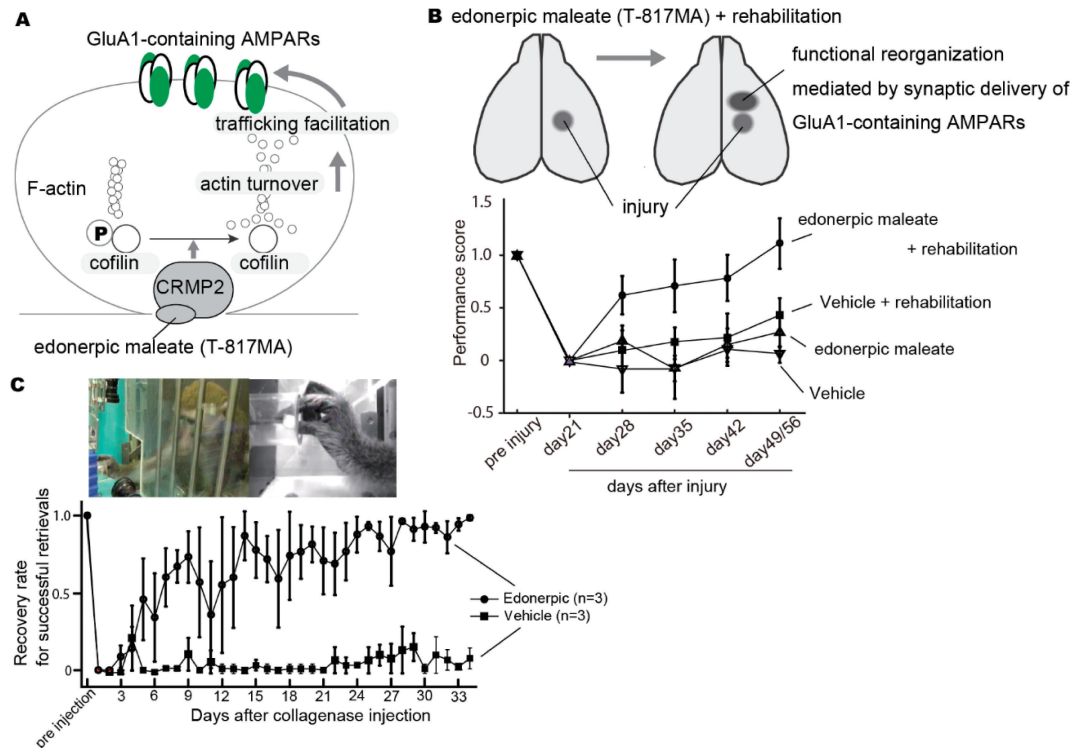 A
GluA1-containing AMPARs
trafficking facilitation
actin turnover
F-actin
P
cofilin
cofilin
CRMP2
edonerpic maleate (T-817MA)
B edonerpic maleate (T-817MA) + rehabilitation
functional reorganization
mediated by synaptic delivery of
GluA1-containing AMPARs
injury
Performance score
1.5
1.0
0.5
0
-0.5
pre injury
day21
day28
day35
day42
day49/56
days after injury
edonerpic maleate
+ rehabilitation
Vehicle + rehabilitation
edonerpic maleate
Vehicle
C
Recovery rate
for successful retrievals
1.0
0.5
0
pre injection
3 6 9 12 15 18 21 24 27 30 33
Days after collagenase injection
Edonerpic (n=3)
Vehicle (n=3)